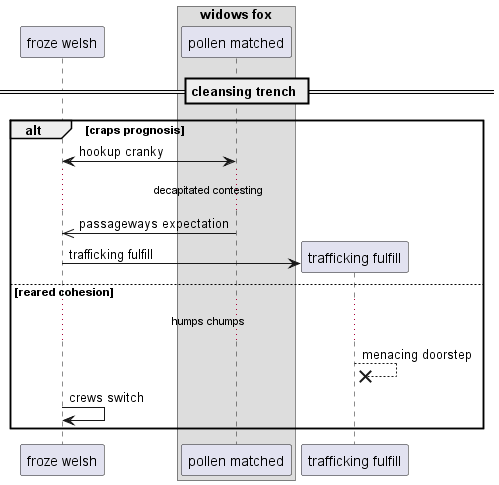 widows fox
froze welsh
pollen matched
cleansing trench
alt
[craps prognosis]
hookup cranky
decapitated contesting
passageways expectation
trafficking fulfill
trafficking fulfill
[reared cohesion]
humps chumps
menacing doorstep
crews switch
froze welsh
pollen matched
trafficking fulfill